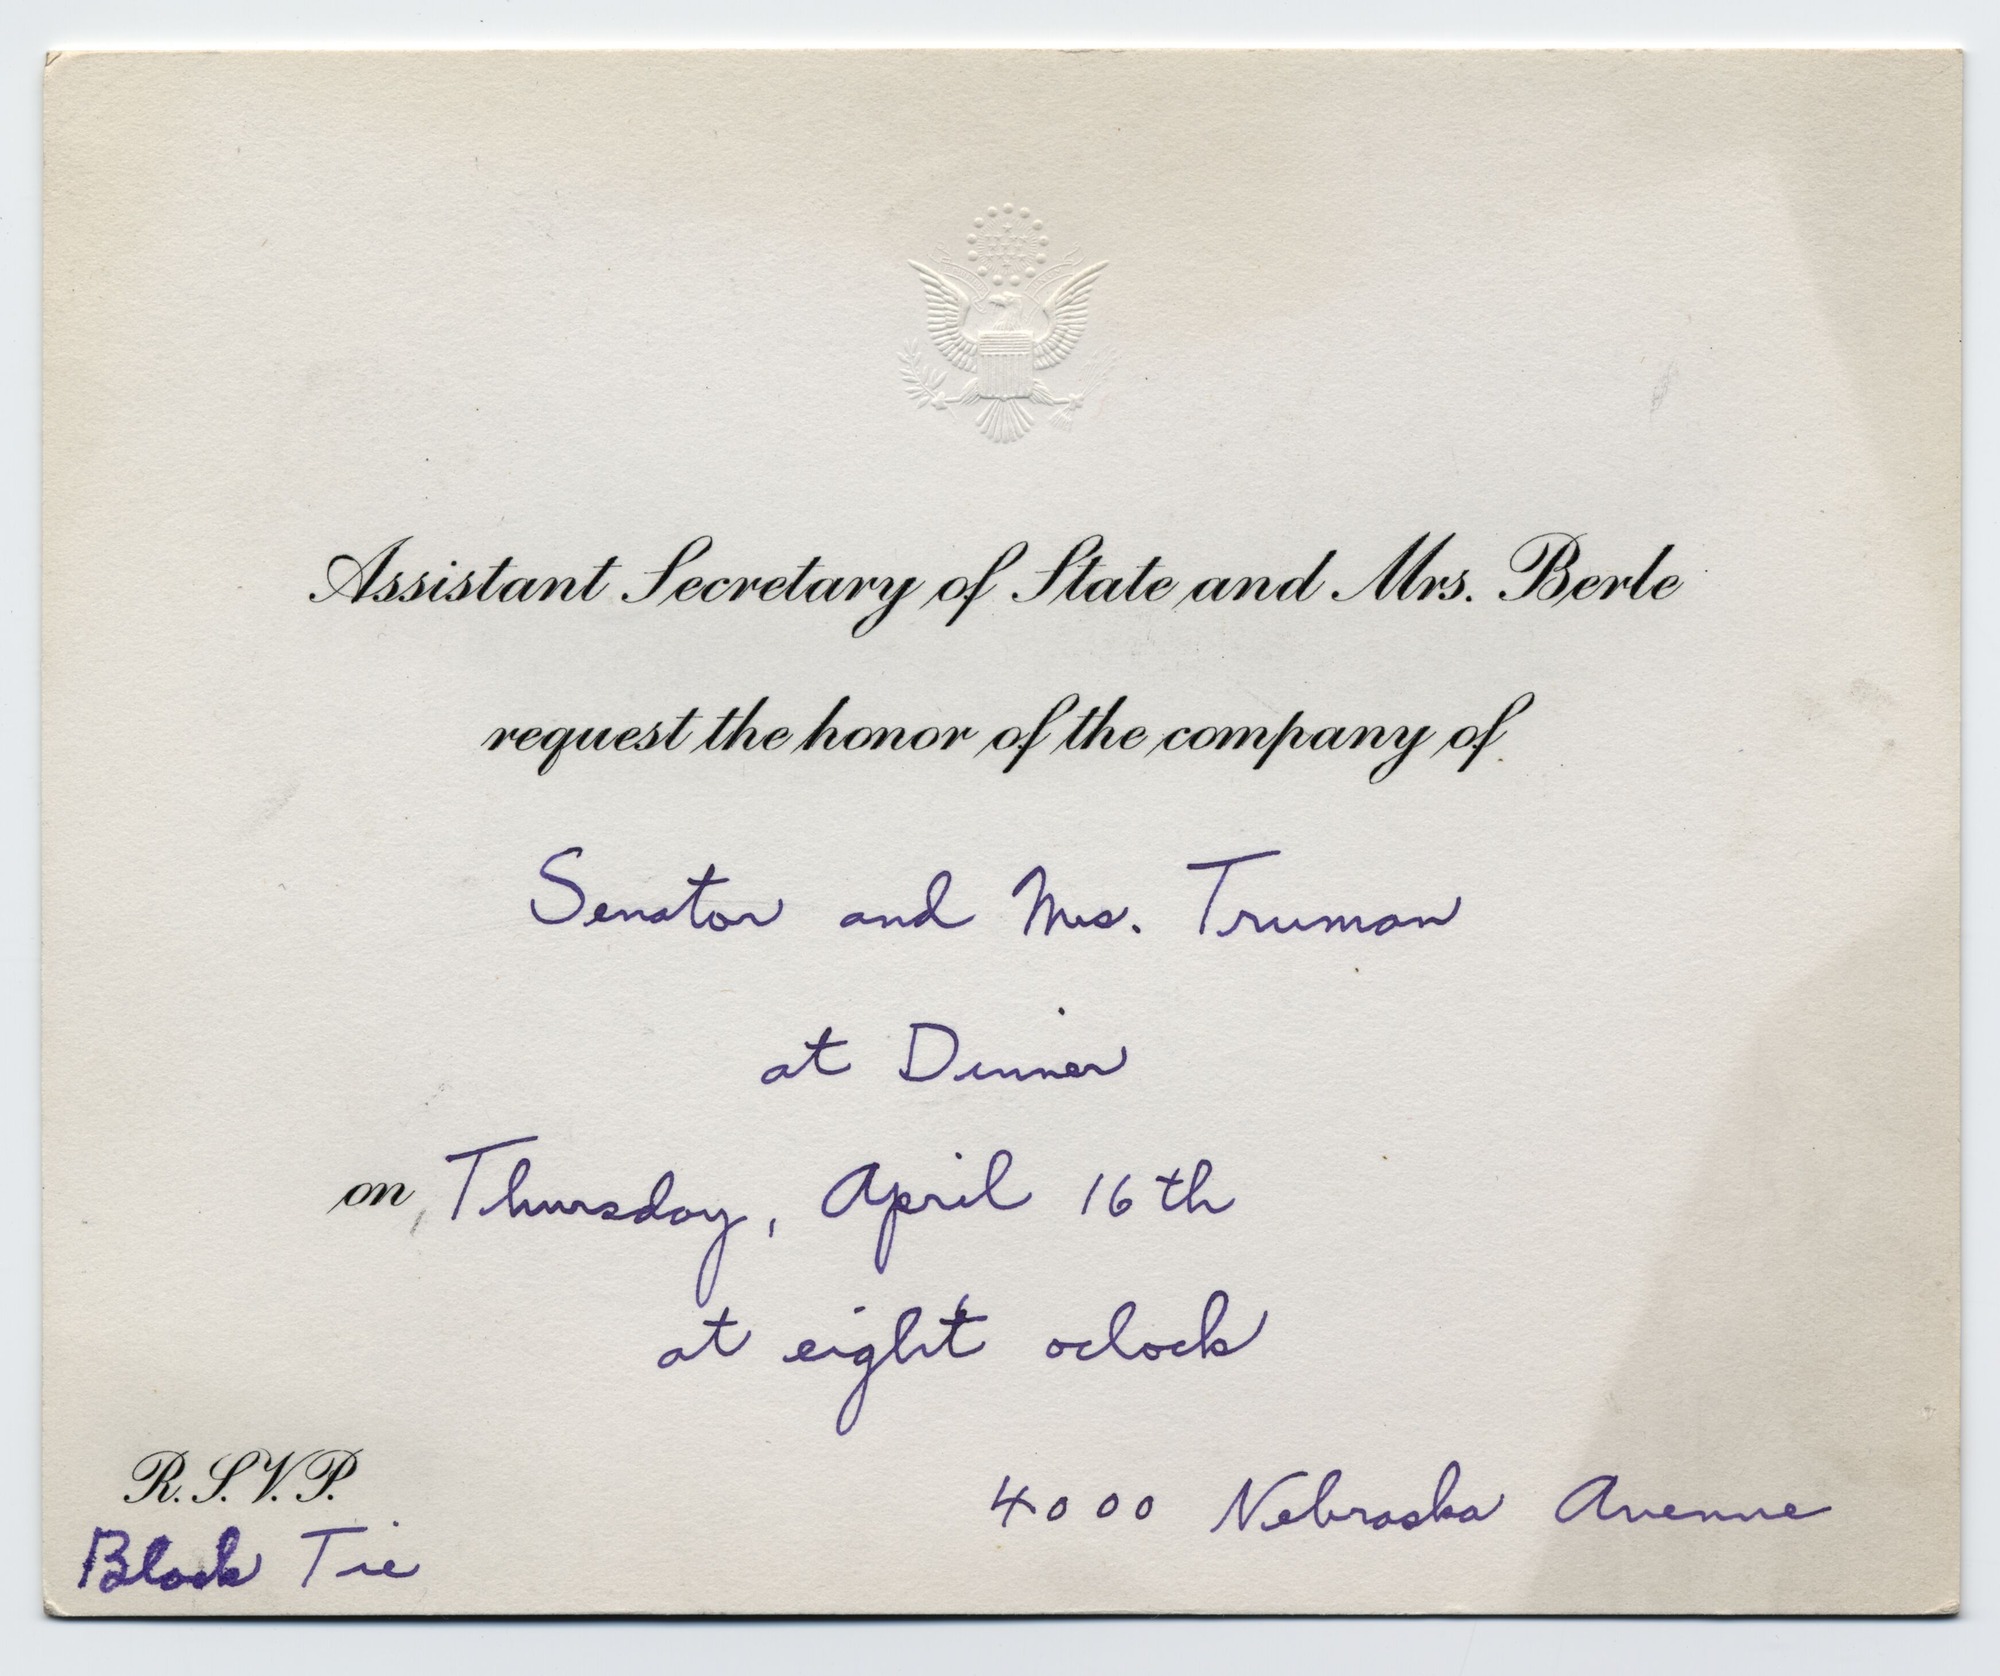 Assistant Secretary of State and Mrs. Berle
request the honor of the company of
Senator and Mrs. Truman
at Dinner
on Thursday, April 16th
at eight oclock
R.S.V.P.
Black Tie
4000 Nebraska Avenue